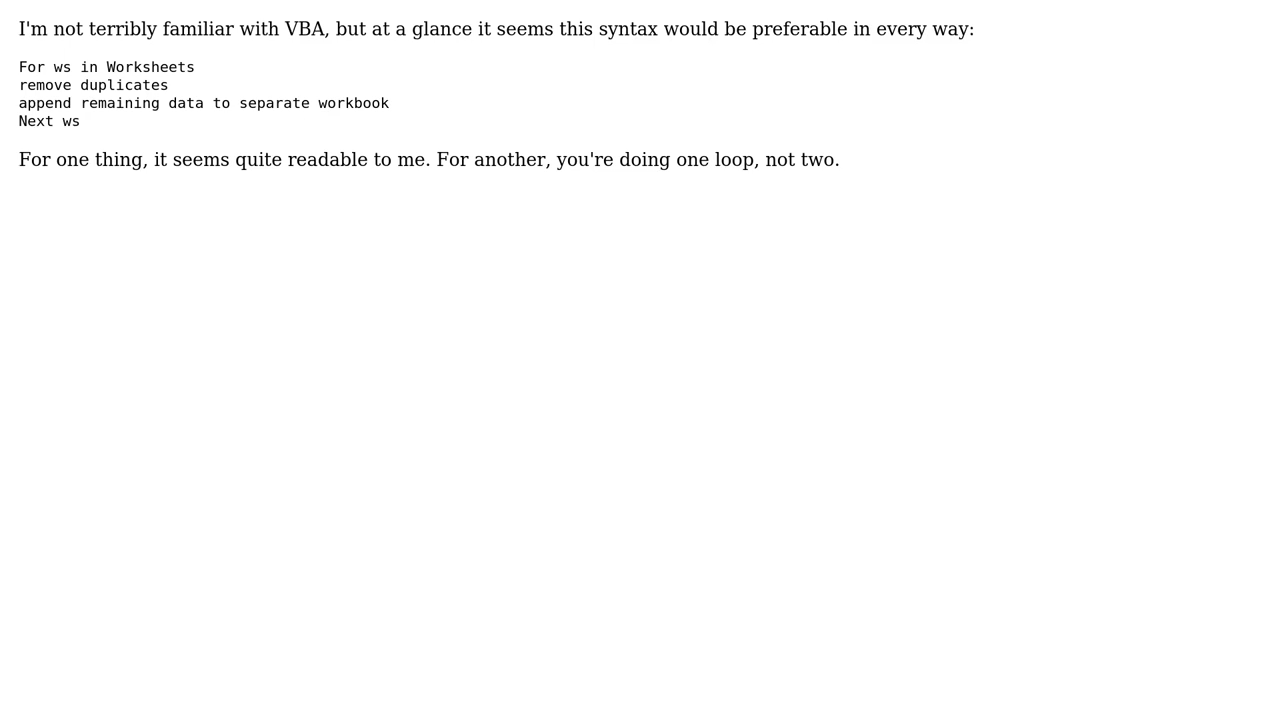 I'm not terribly familiar with VBA, but at a glance it seems this syntax would be preferable in every way:
For ws in Worksheets
remove duplicates
append remaining data to separate workbook
Next ws
For one thing, it seems quite readable to me. For another, you're doing one loop, not two.